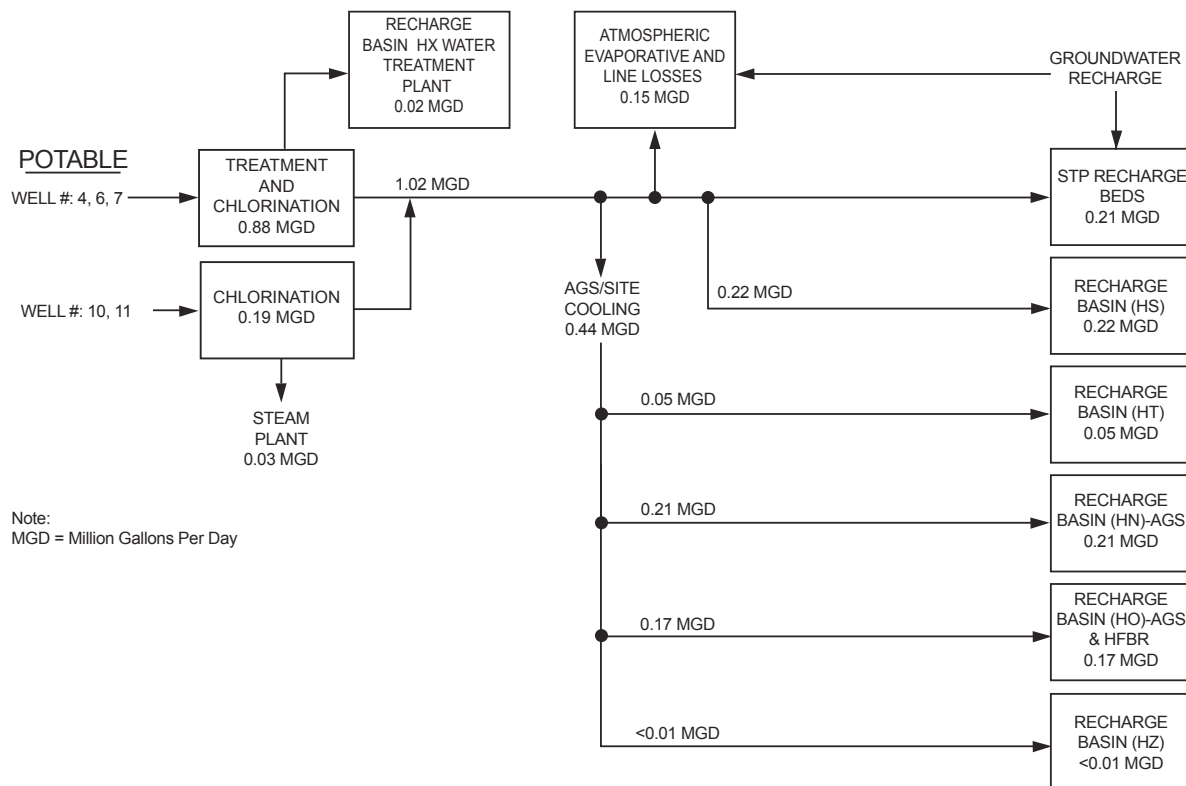 RECHARGE
BASIN HX WATER
TREATMENT
PLANT
0.02 MGD
ATMOSPHERIC
EVAPORATIVE AND
LINE LOSSES
0.15 MGD
GROUNDWATER
RECHARGE
POTABLE
WELL #: 4, 6, 7
TREATMENT
AND
CHLORINATION
0.88 MGD
1.02 MGD
STP RECHARGE
BEDS
0.21 MGD
WELL #: 10, 11
CHLORINATION
0.19 MGD
AGS/SITE
COOLING
0.44 MGD
0.22 MGD
RECHARGE
BASIN (HS)
0.22 MGD
STEAM
PLANT
0.03 MGD
0.05 MGD
RECHARGE
BASIN (HT)
0.05 MGD
Note:
MGD = Million Gallons Per Day
0.21 MGD
RECHARGE
BASIN (HN)-AGS
0.21 MGD
0.17 MGD
RECHARGE
BASIN (HO)-AGS
& HFBR
0.17 MGD
<0.01 MGD
RECHARGE
BASIN (HZ)
<0.01 MGD